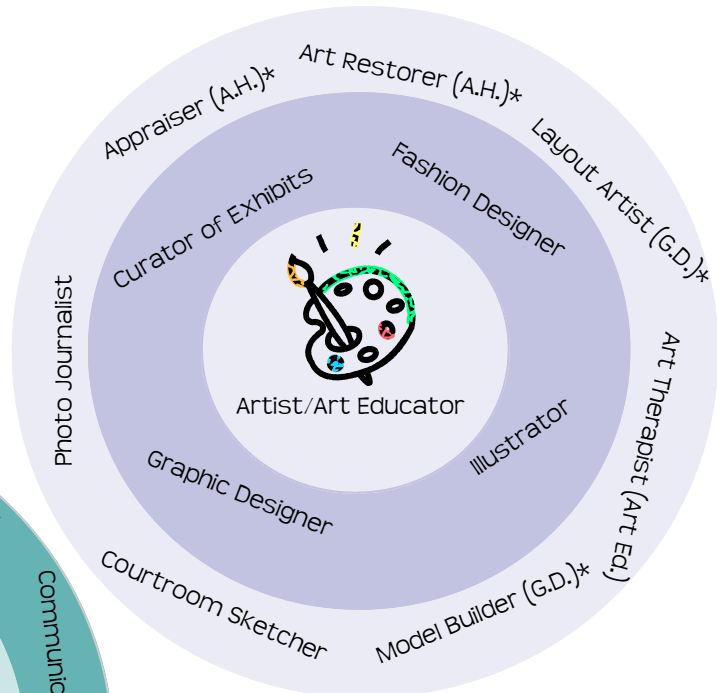 Art Restorer (A.H.)*
Appraiser (A.H.)*
Layout Artist (G.D.)*
Fashion Designer
Curator of Exhibits
Photo Journalist
Art Therapist (Art Ed.)
Artist/Art Educator
Illustrator
Graphic Designer
Courtroom Sketcher
Model Builder (G.D.)*